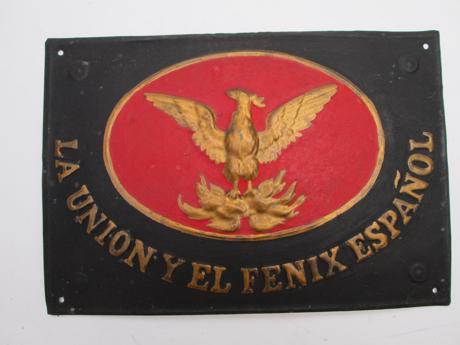 LA UNION Y EL FENIX ESPAÑOL